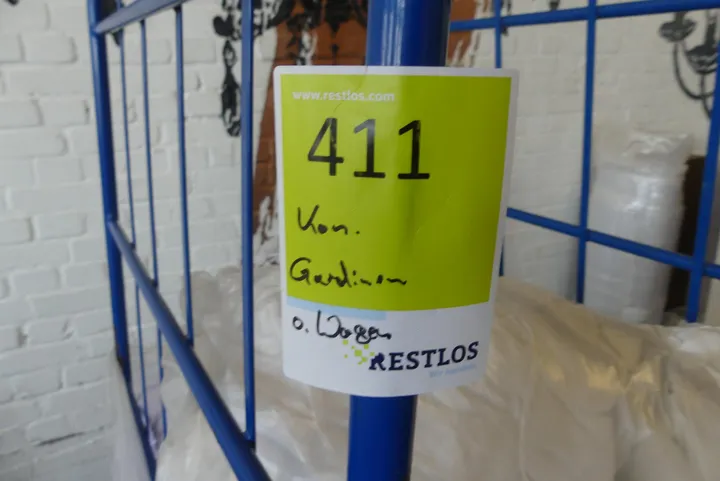 www.restlos.com
411
Kon.
Gardinen
o. Wagen
RESTLOS